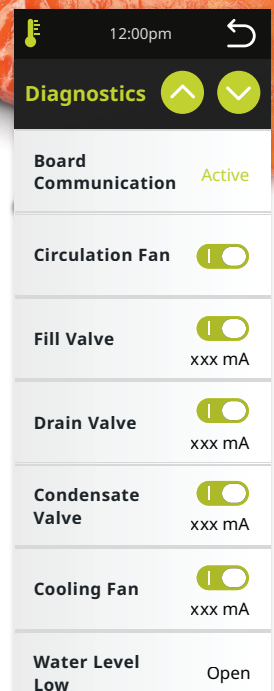 12:00pm
Diagnostics
Board
Communication
Active
Circulation Fan
Fill Valve
xxx mA
Drain Valve
xxx mA
Condensate
Valve
xxx mA
Cooling Fan
xxx mA
Water Level
Low
Open